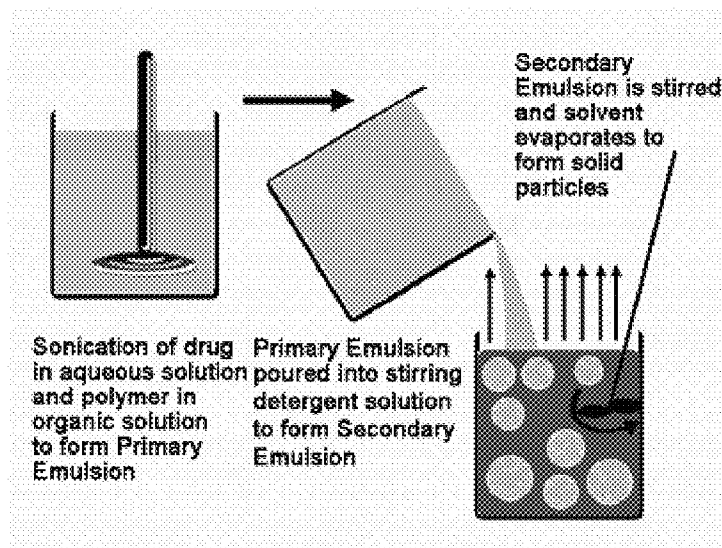 Sonication of drug
in aqueous solution
and polymer in
organic solution
to form Primary
Emulsion
Primary Emulsion
poured into stirring
detergent solution
to form Secondary
Emulsion
Secondary
Emulsion is stirred
and solvent
evaporates to
form solid
particles